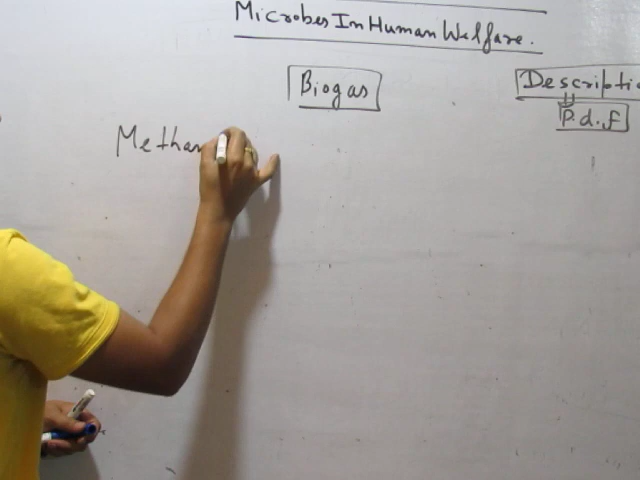 Microbes In Human Welfare.
Biogas
Descriptio
P.d.f
Methan